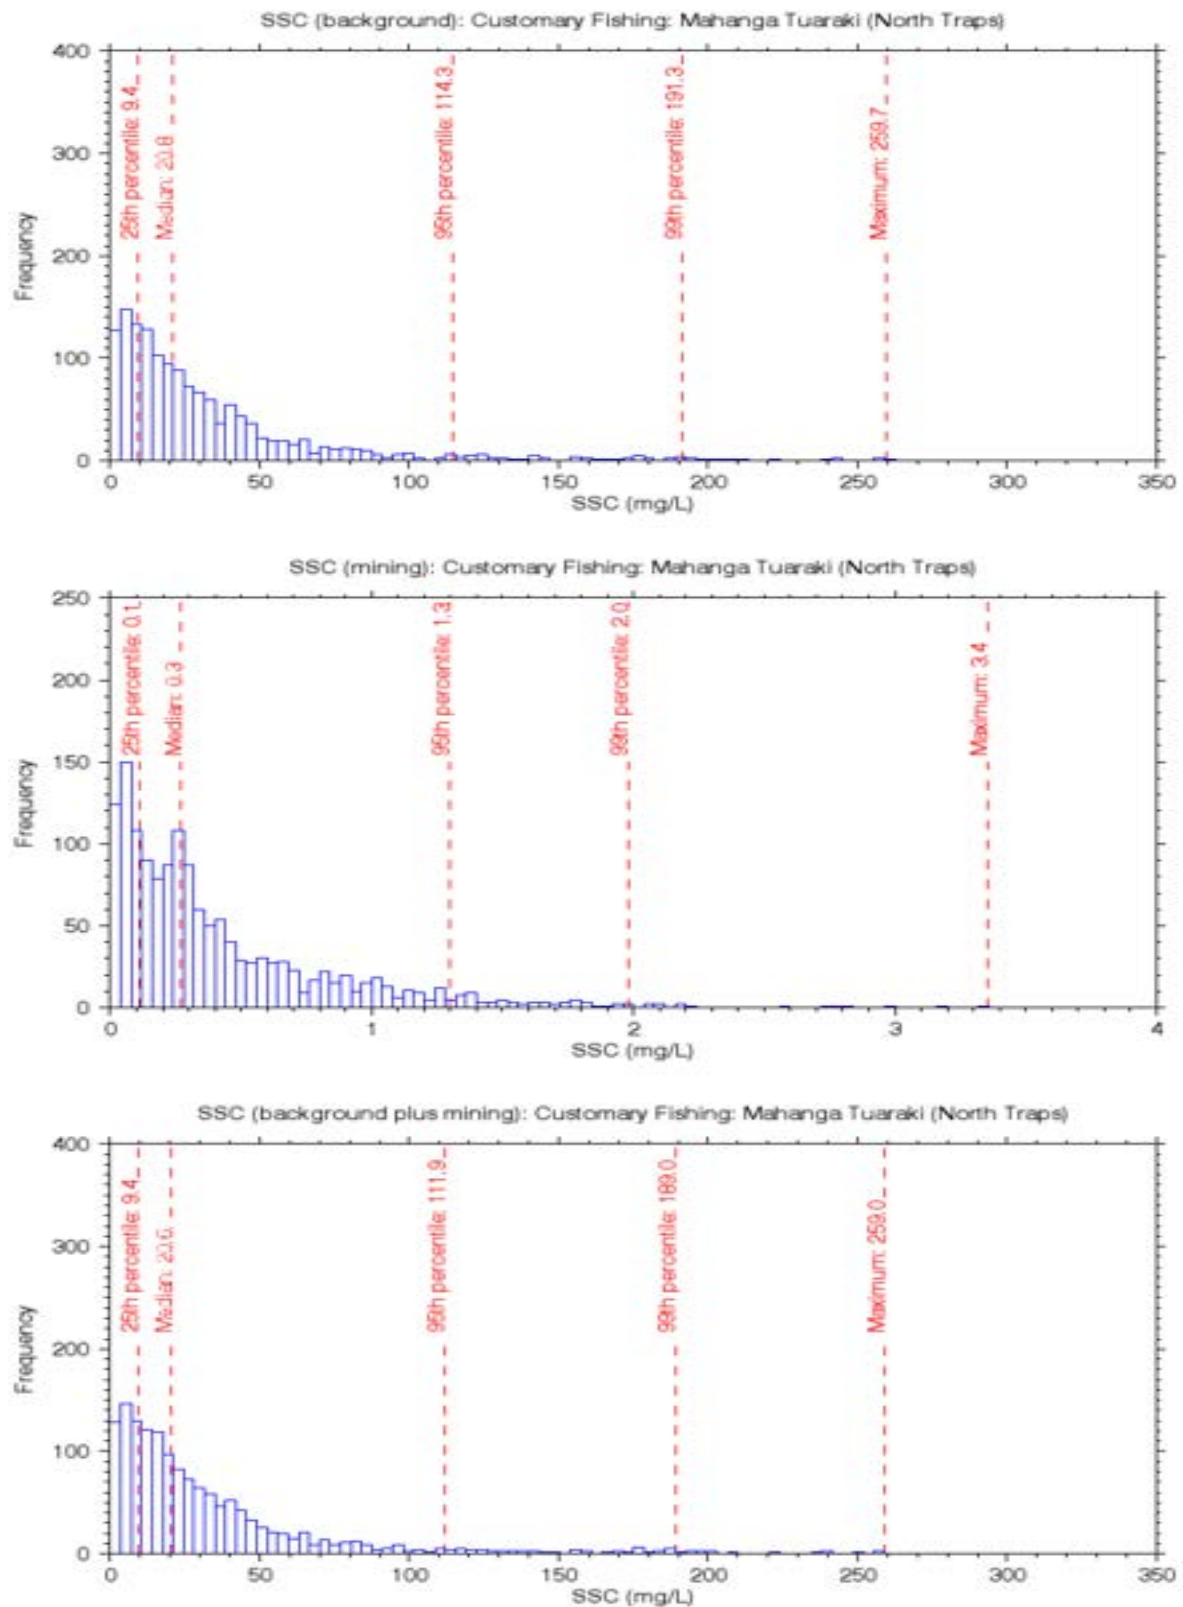 SSC (background): Customary Fishing: Mahanga Tuaraki (North Traps)
400
300
200
100
0
Frequency
25th percentile: 9.4
Median: 20.8
95th percentile: 114.3
99th percentile: 191.3
Maximum: 259.7
0 50 100 150 200 250 300 350
SSC (mg/L)
SSC (mining): Customary Fishing: Mahanga Tuaraki (North Traps)
250
200
150
100
50
0
Frequency
25th percentile: 0.1
Median: 0.3
95th percentile: 1.3
99th percentile: 2.0
Maximum: 3.4
0 1 2 3 4
SSC (mg/L)
SSC (background plus mining): Customary Fishing: Mahanga Tuaraki (North Traps)
400
300
200
100
0
Frequency
25th percentile: 9.4
Median:
95th percentile: 111.9
99th percentile: 189.0
Maximum: 259.0
0 50 100 150 200 250 300 350
SSC (mg/L)